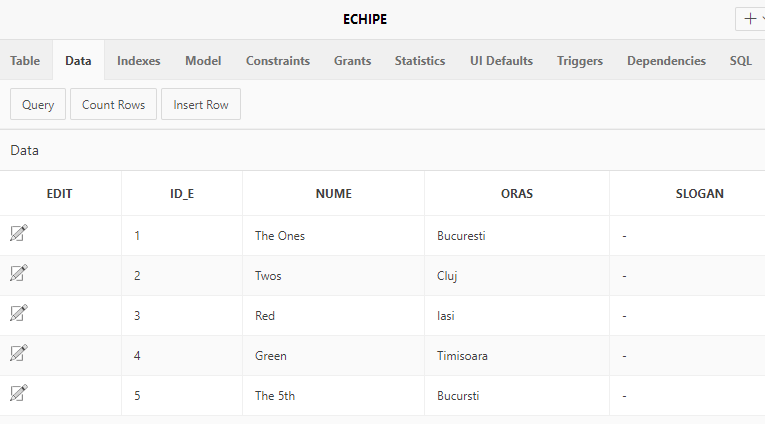 ECHIPE
Table Data Indexes Model Constraints Grants Statistics UI Defaults Triggers Dependencies SQL
Query Count Rows Insert Row
Data
EDIT ID_E NUME ORAS SLOGAN
1 The Ones Bucuresti -
2 Twos Cluj -
3 Red Iasi -
4 Green Timisoara -
5 The 5th Bucursti -